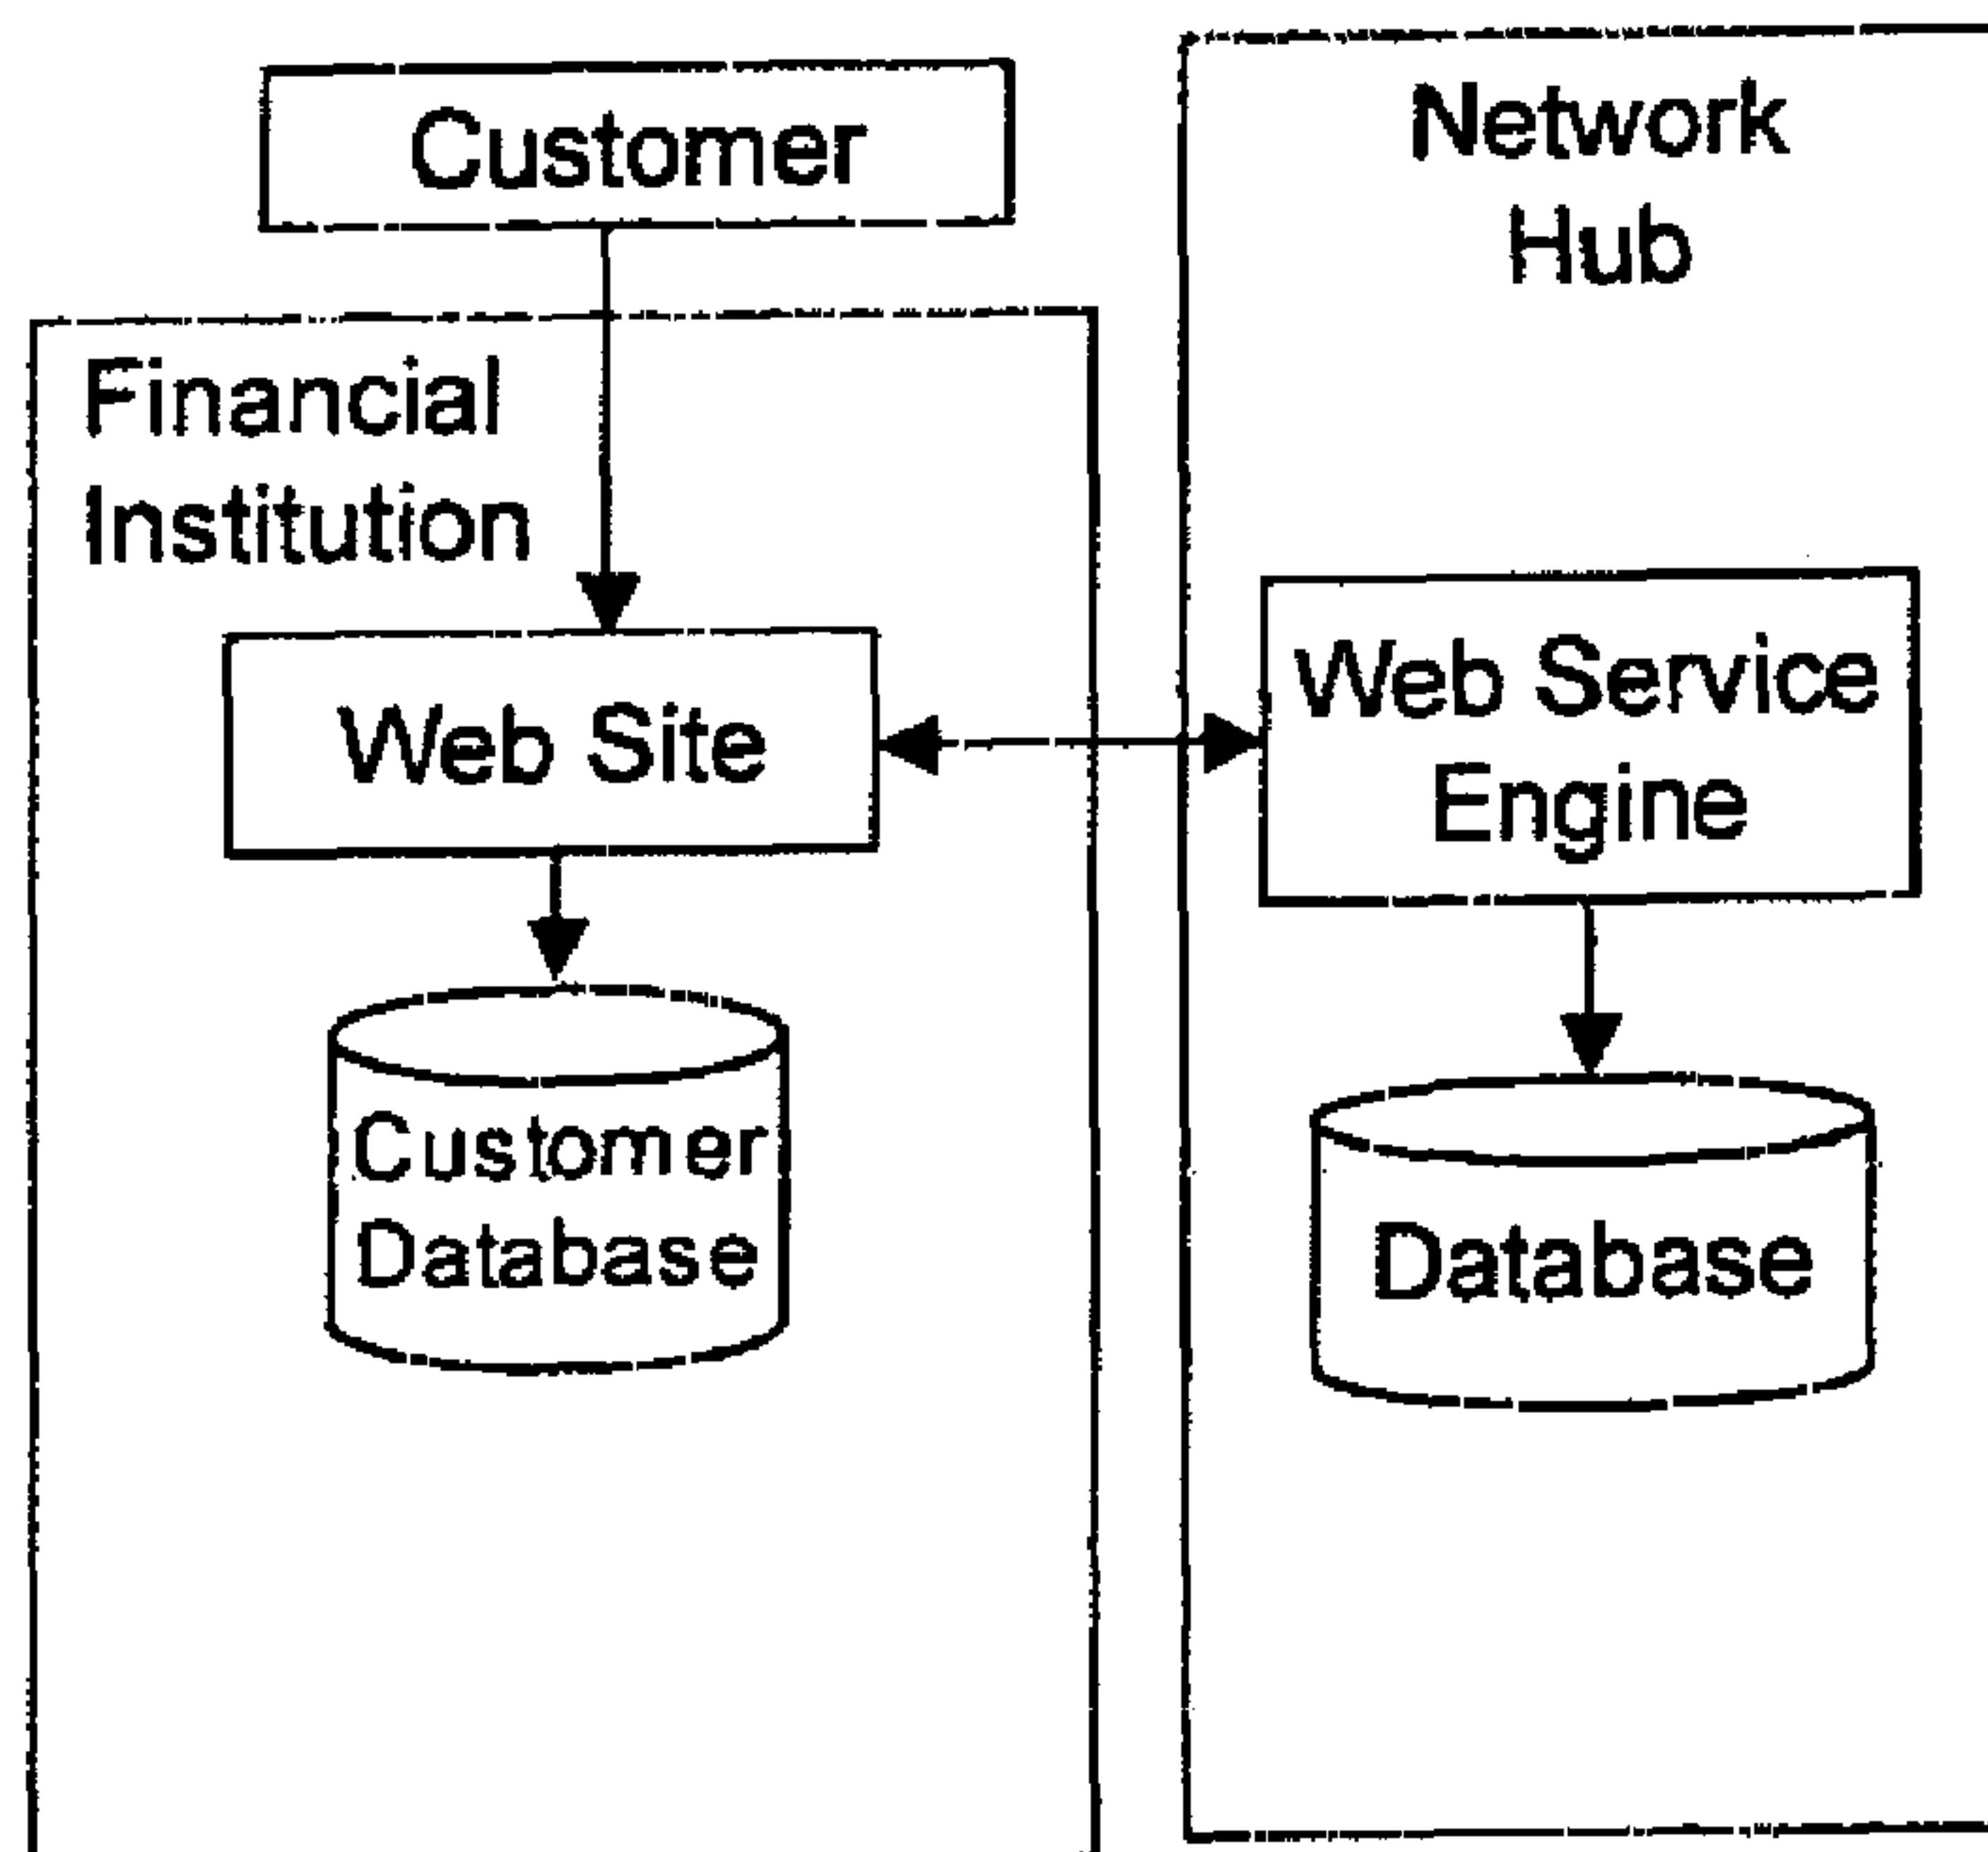 Customer
Financial
Institution
Web Site
Customer
Database
Network
Hub
Web Service
Engine
Database